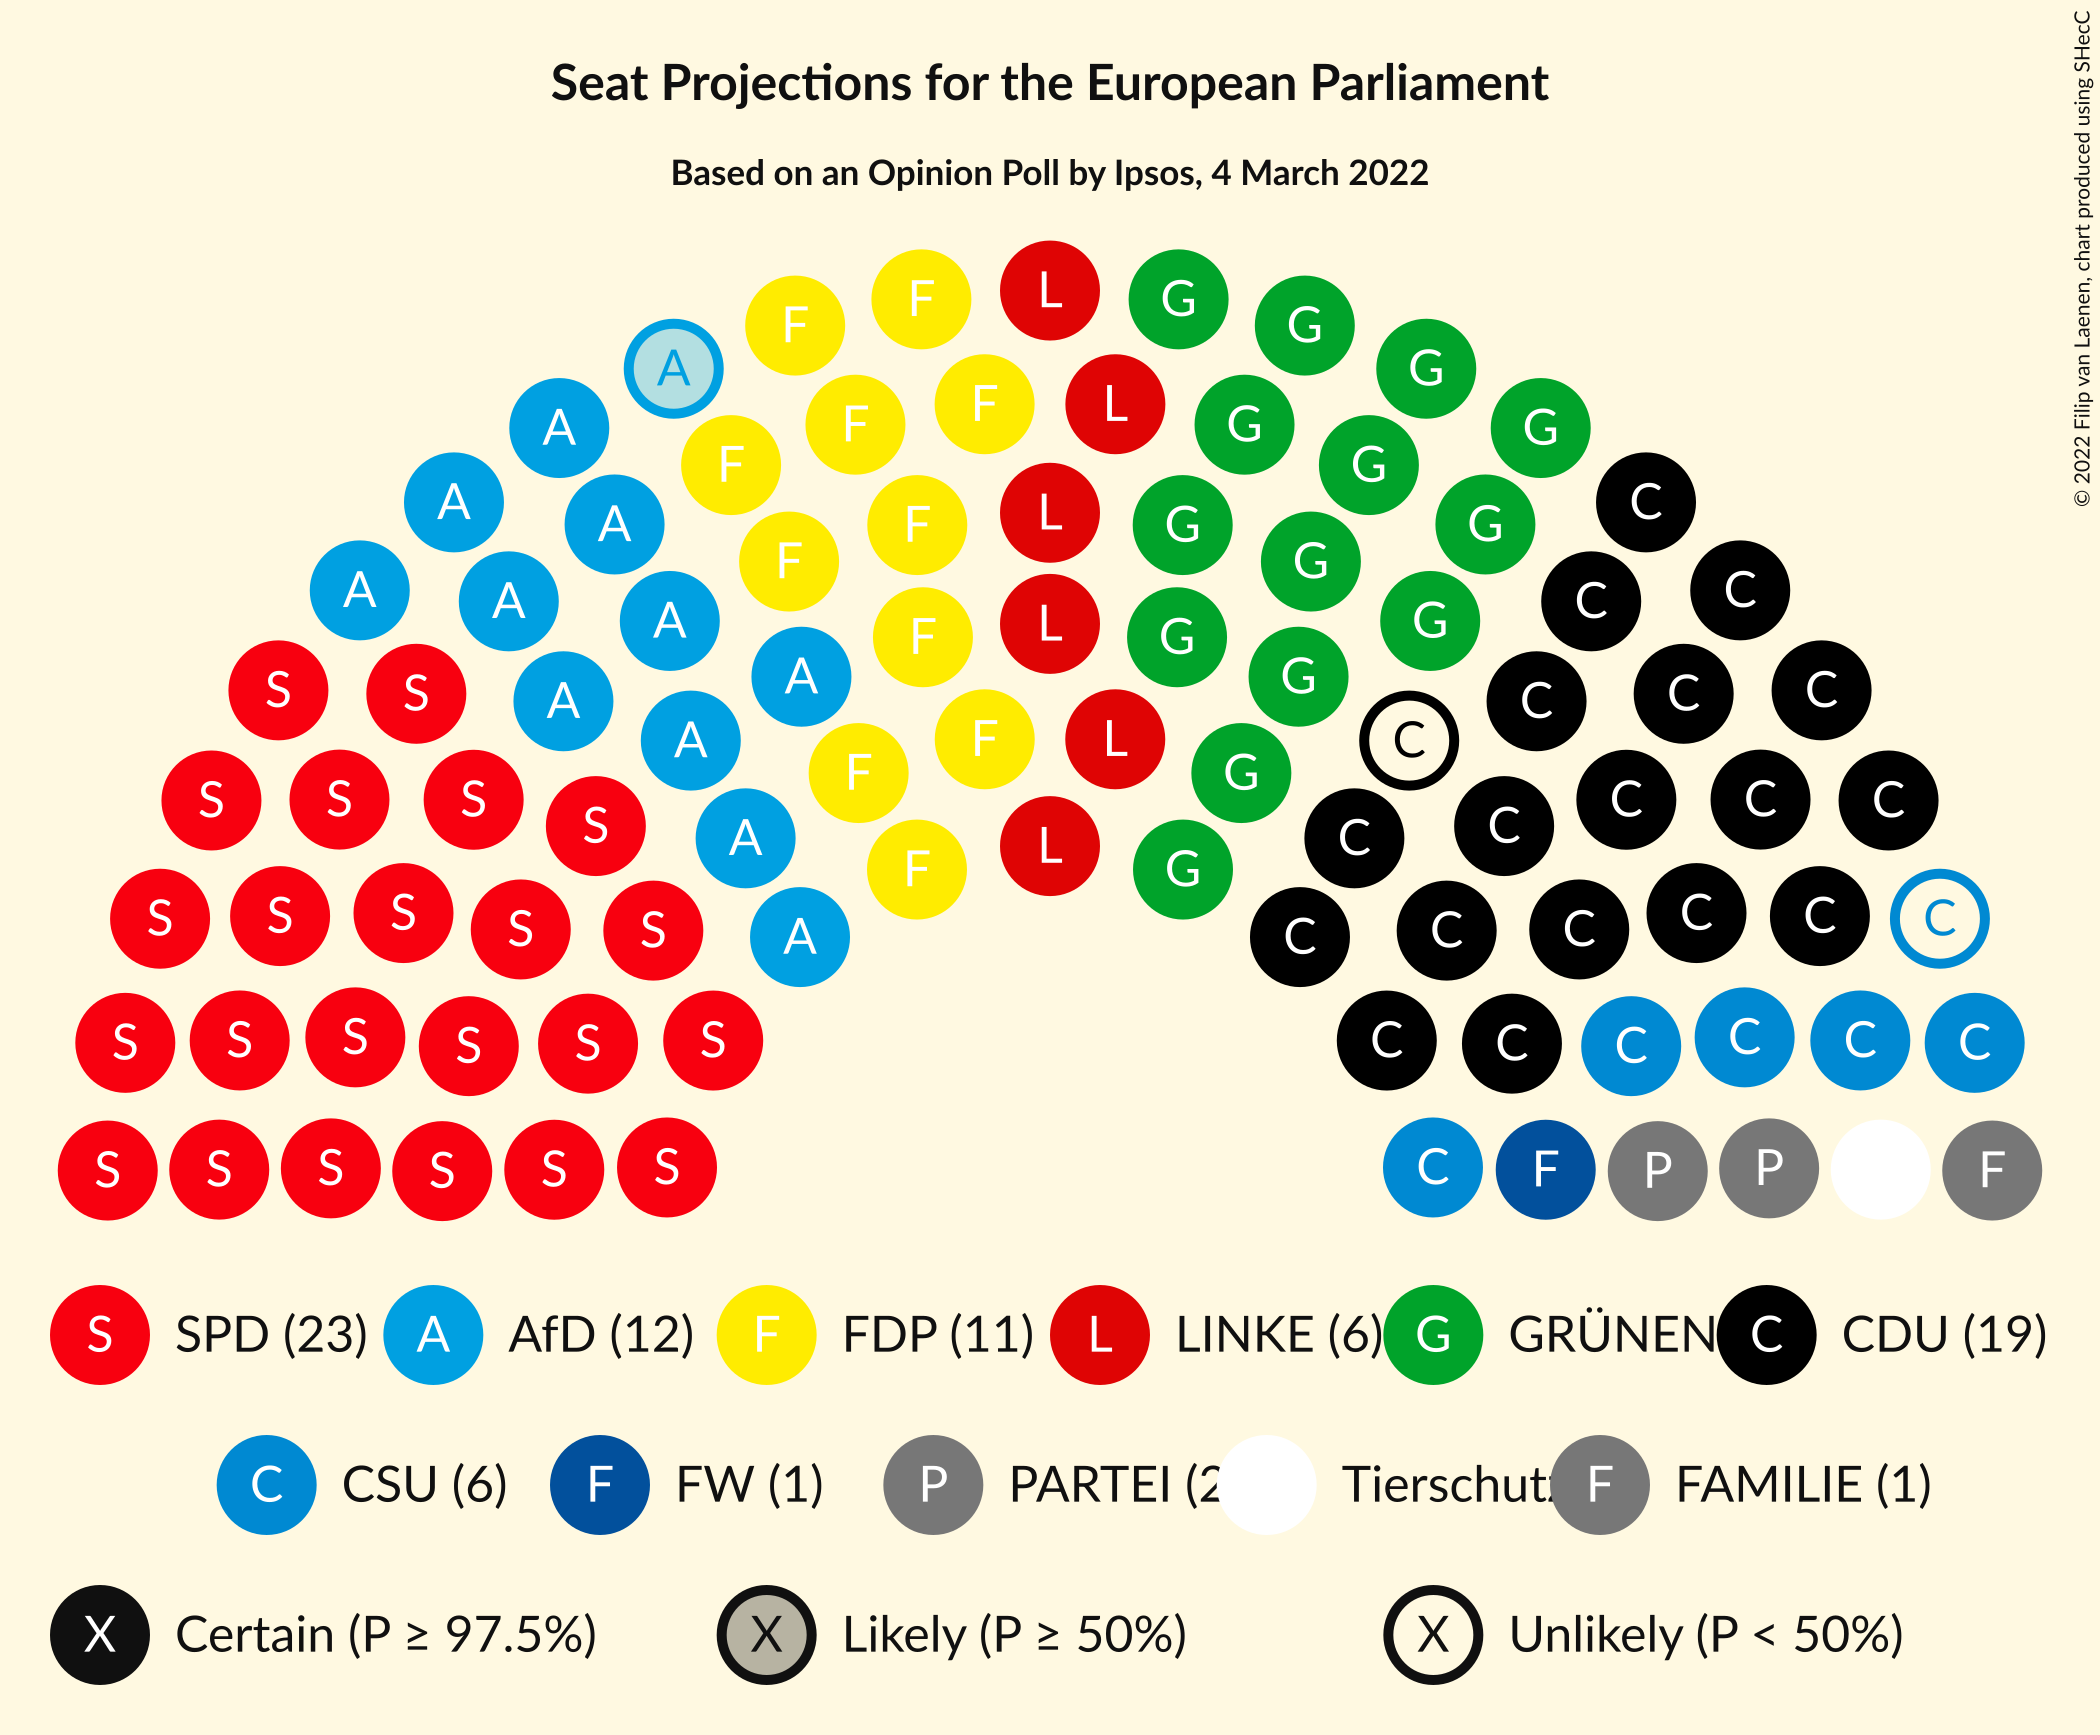 Seat Projections for the European Parliament
Based on an Opinion Poll by Ipsos, 4 March 2022
© 2022 Filip van Laenen, chart produced using SHecC
L
F G
F G
A G
F L
A F G G
F G
A L A
F F G G C
A F G C
A F L G G
A C
A A G C
S S A C C C
A F L C
F G
S S S C C C
S A C C
L
F G
S S S C C C
S S A C C C
S S S S S S C C C C C C
S S S S S S C F P P F
S SPD (23) A AfD (12) F FDP (11) L LINKE (6) G GRÜNEN C CDU (19)
C CSU (6) F FW (1) P PARTEI (2 Tierschutz F FAMILIE (1)
X Certain (P ≥ 97.5%) X Likely (P ≥ 50%) X Unlikely (P < 50%)